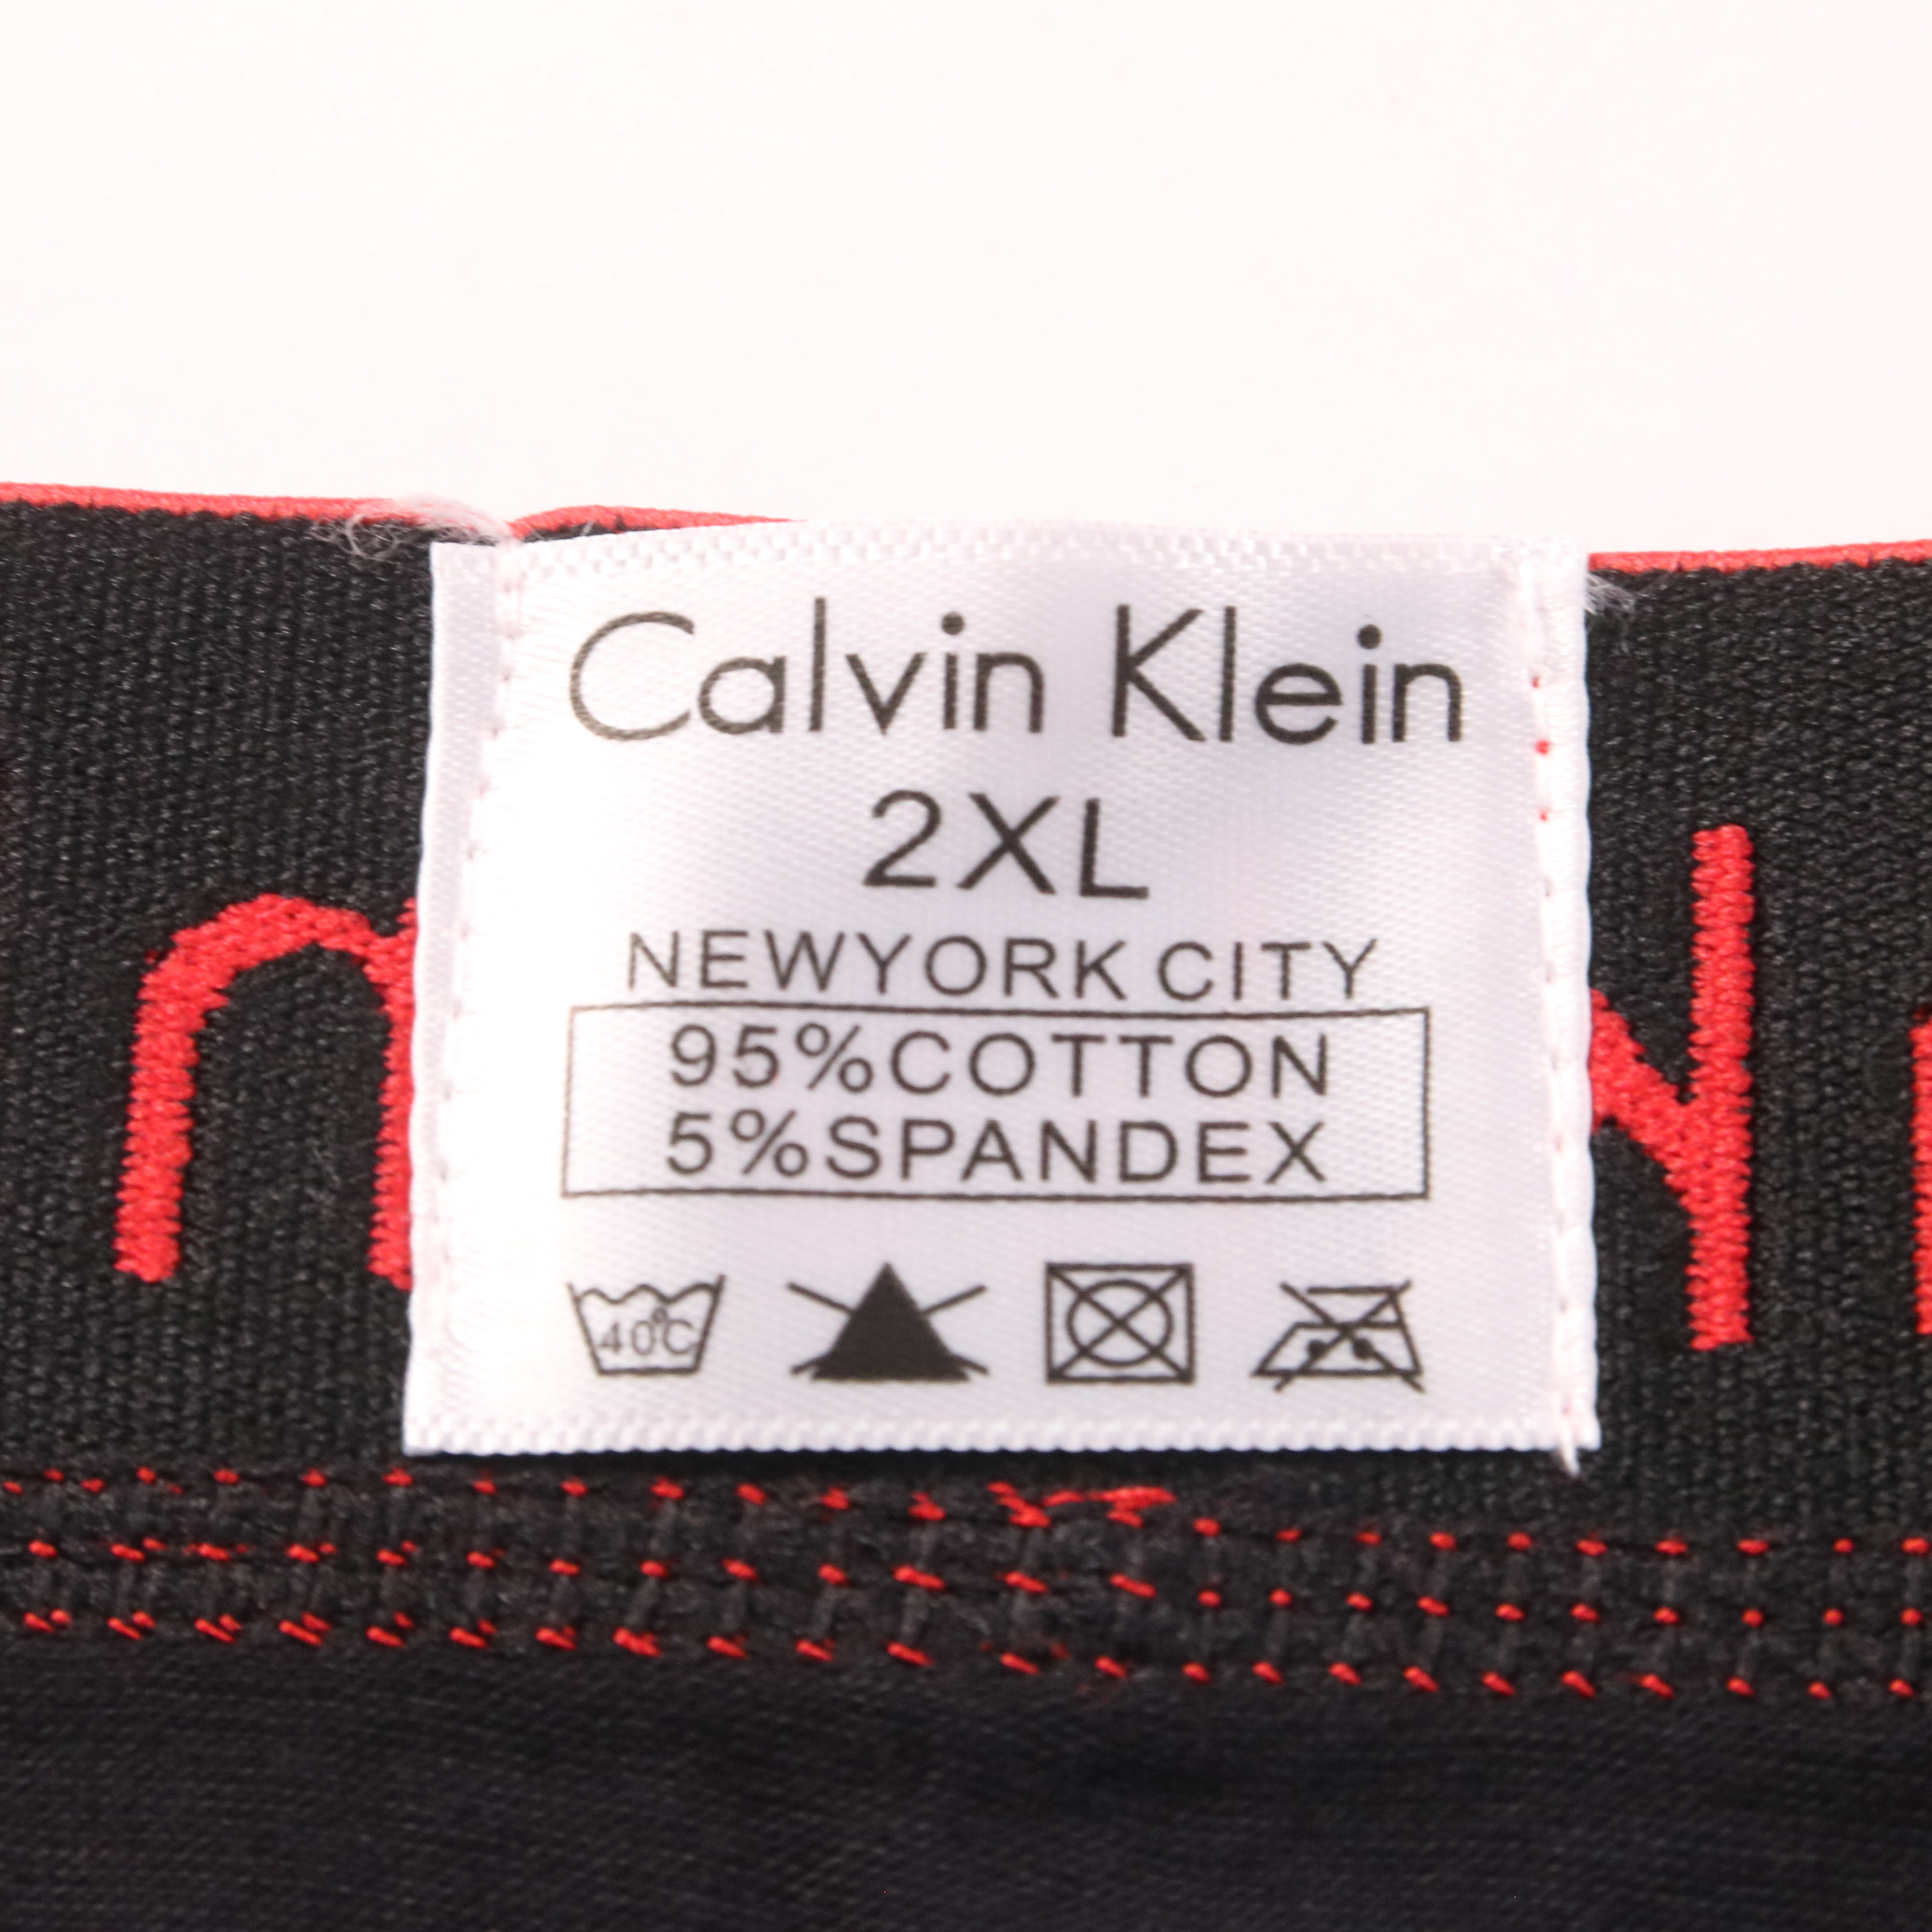 Calvin Klein
2XL
NEWYORK CITY
95%COTTON
5%SPANDEX
40°C